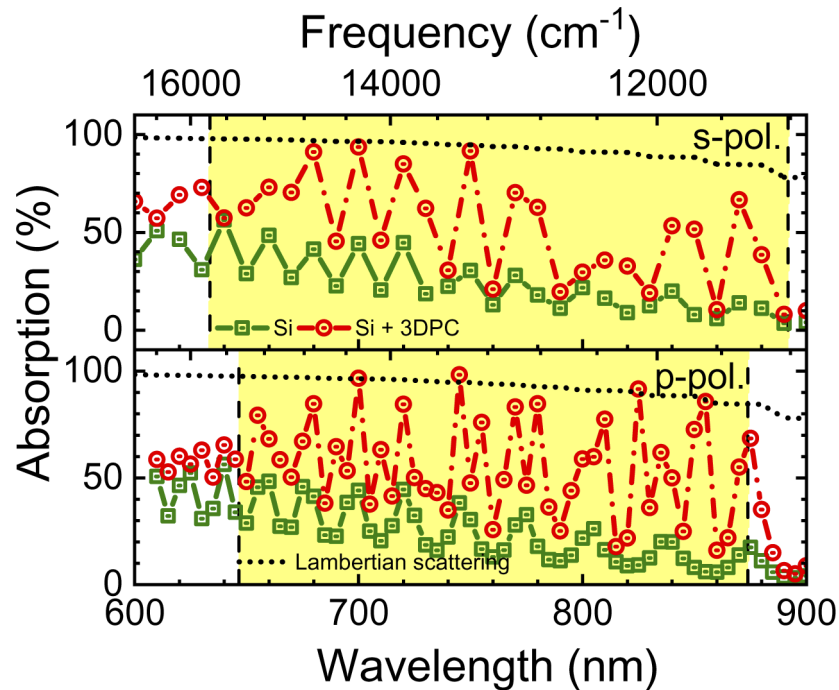 Frequency (cm-1)
16000 14000 12000
Absorption (%)
100
50
0
s-pol.
Si Si + 3DPC
100
50
0
p-pol.
Lambertian scattering
600 700 800 900
Wavelength (nm)